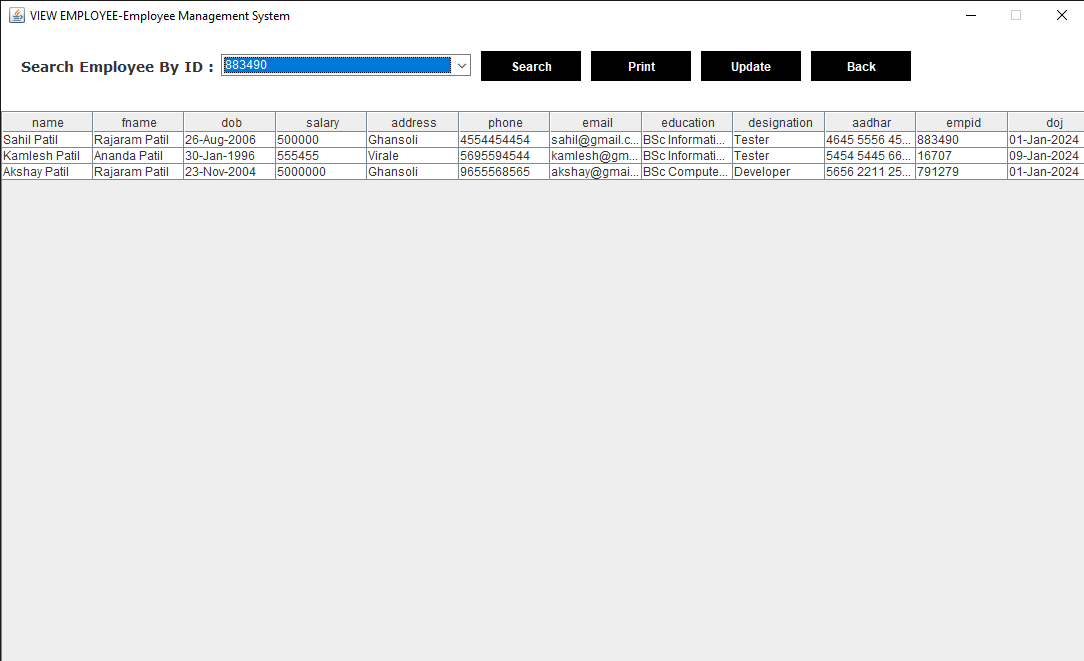 VIEW EMPLOYEE-Employee Management System
Search Employee By ID : 883490 Search Print Update Back
name fname dob salary address phone email education designation aadhar empid doj
Sahil Patil Rajaram Patil 26-Aug-2006 500000 Ghansoli 4554454454 sahil@gmail.c... BSc Informati... Tester 4645 5556 45... 883490 01-Jan-2024
Kamlesh Patil Ananda Patil 30-Jan-1996 555455 Virale 5695594544 kamlesh@gm... BSc Informati... Tester 5454 5445 66... 16707 09-Jan-2024
Akshay Patil Rajaram Patil 23-Nov-2004 5000000 Ghansoli 9655568565 akshay@gmai... BSc Compute... Developer 5656 2211 25... 791279 01-Jan-2024